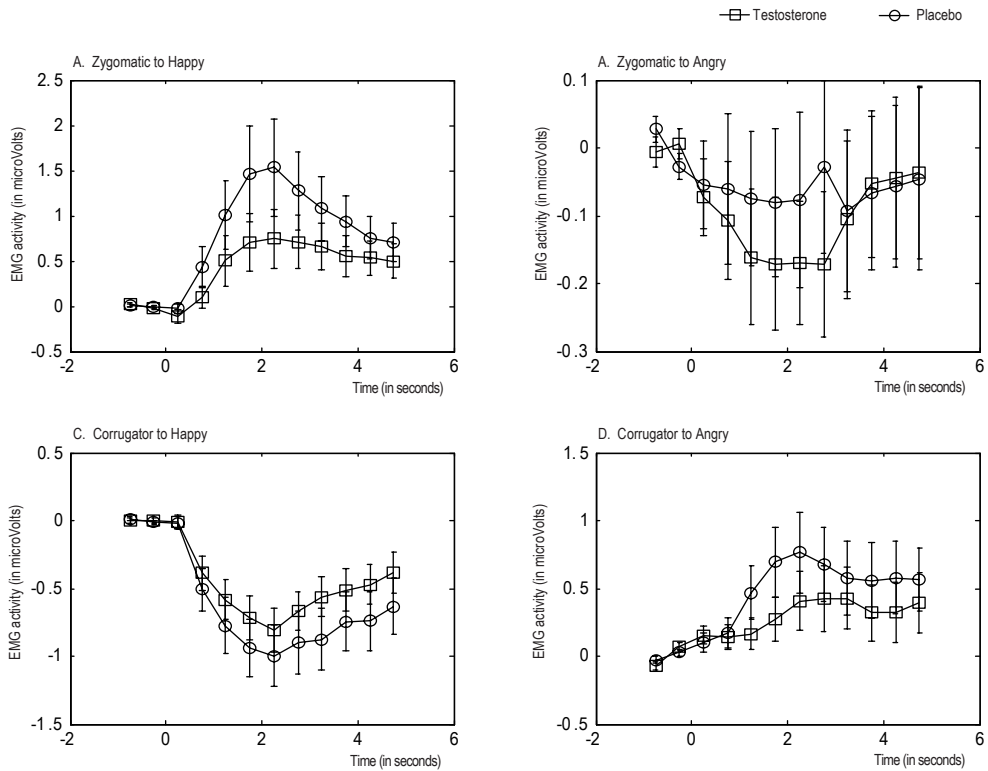 Testosterone Placebo
A. Zygomatic to Happy
2.5
2
1.5
1
0.5
0
-0.5
-2 0 2 4 6
EMG activity (in microVolts)
Time (in seconds)
A. Zygomatic to Angry
0.1
0
-0.1
-0.2
-0.3
-2 0 2 4 6
EMG activity (in microVolts)
Time (in seconds)
C. Corrugator to Happy
0.5
0
-0.5
-1
-1.5
-2 0 2 4 6
EMG activity (in microVolts)
Time (in seconds)
D. Corrugator to Angry
1.5
1
0.5
0
-0.5
-2 0 2 4 6
EMG activity (in microVolts)
Time (in seconds)